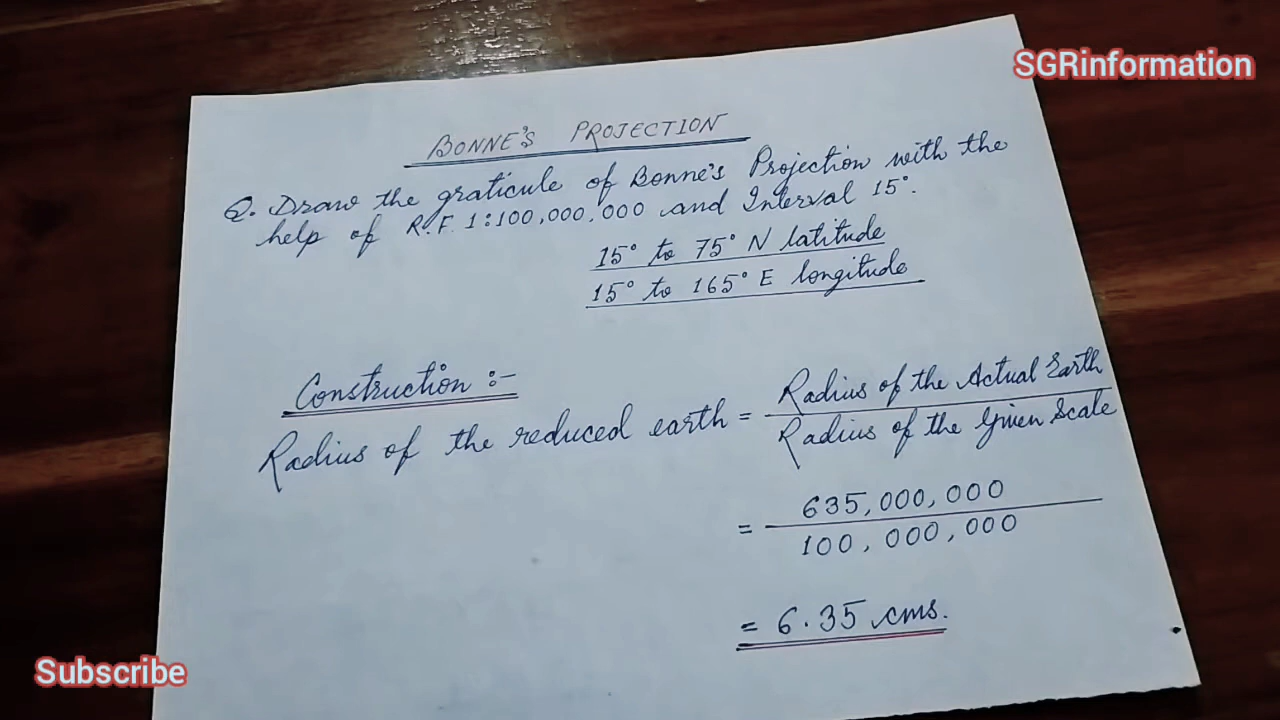 SGRinformation
BONNE'S PROJECTION
Q. Draw the graticule of Bonne's Projection with the
help of R.F. 1:100,000,000 and Interval 15°.
15° to 75° N latitude
15° to 165° E longitude
Construction :-
Radius of the reduced earth = Radius of the Actual Earth
Radius of the Given Scale
= 635,000,000
100,000,000
= 6.35 cms.
Subscribe